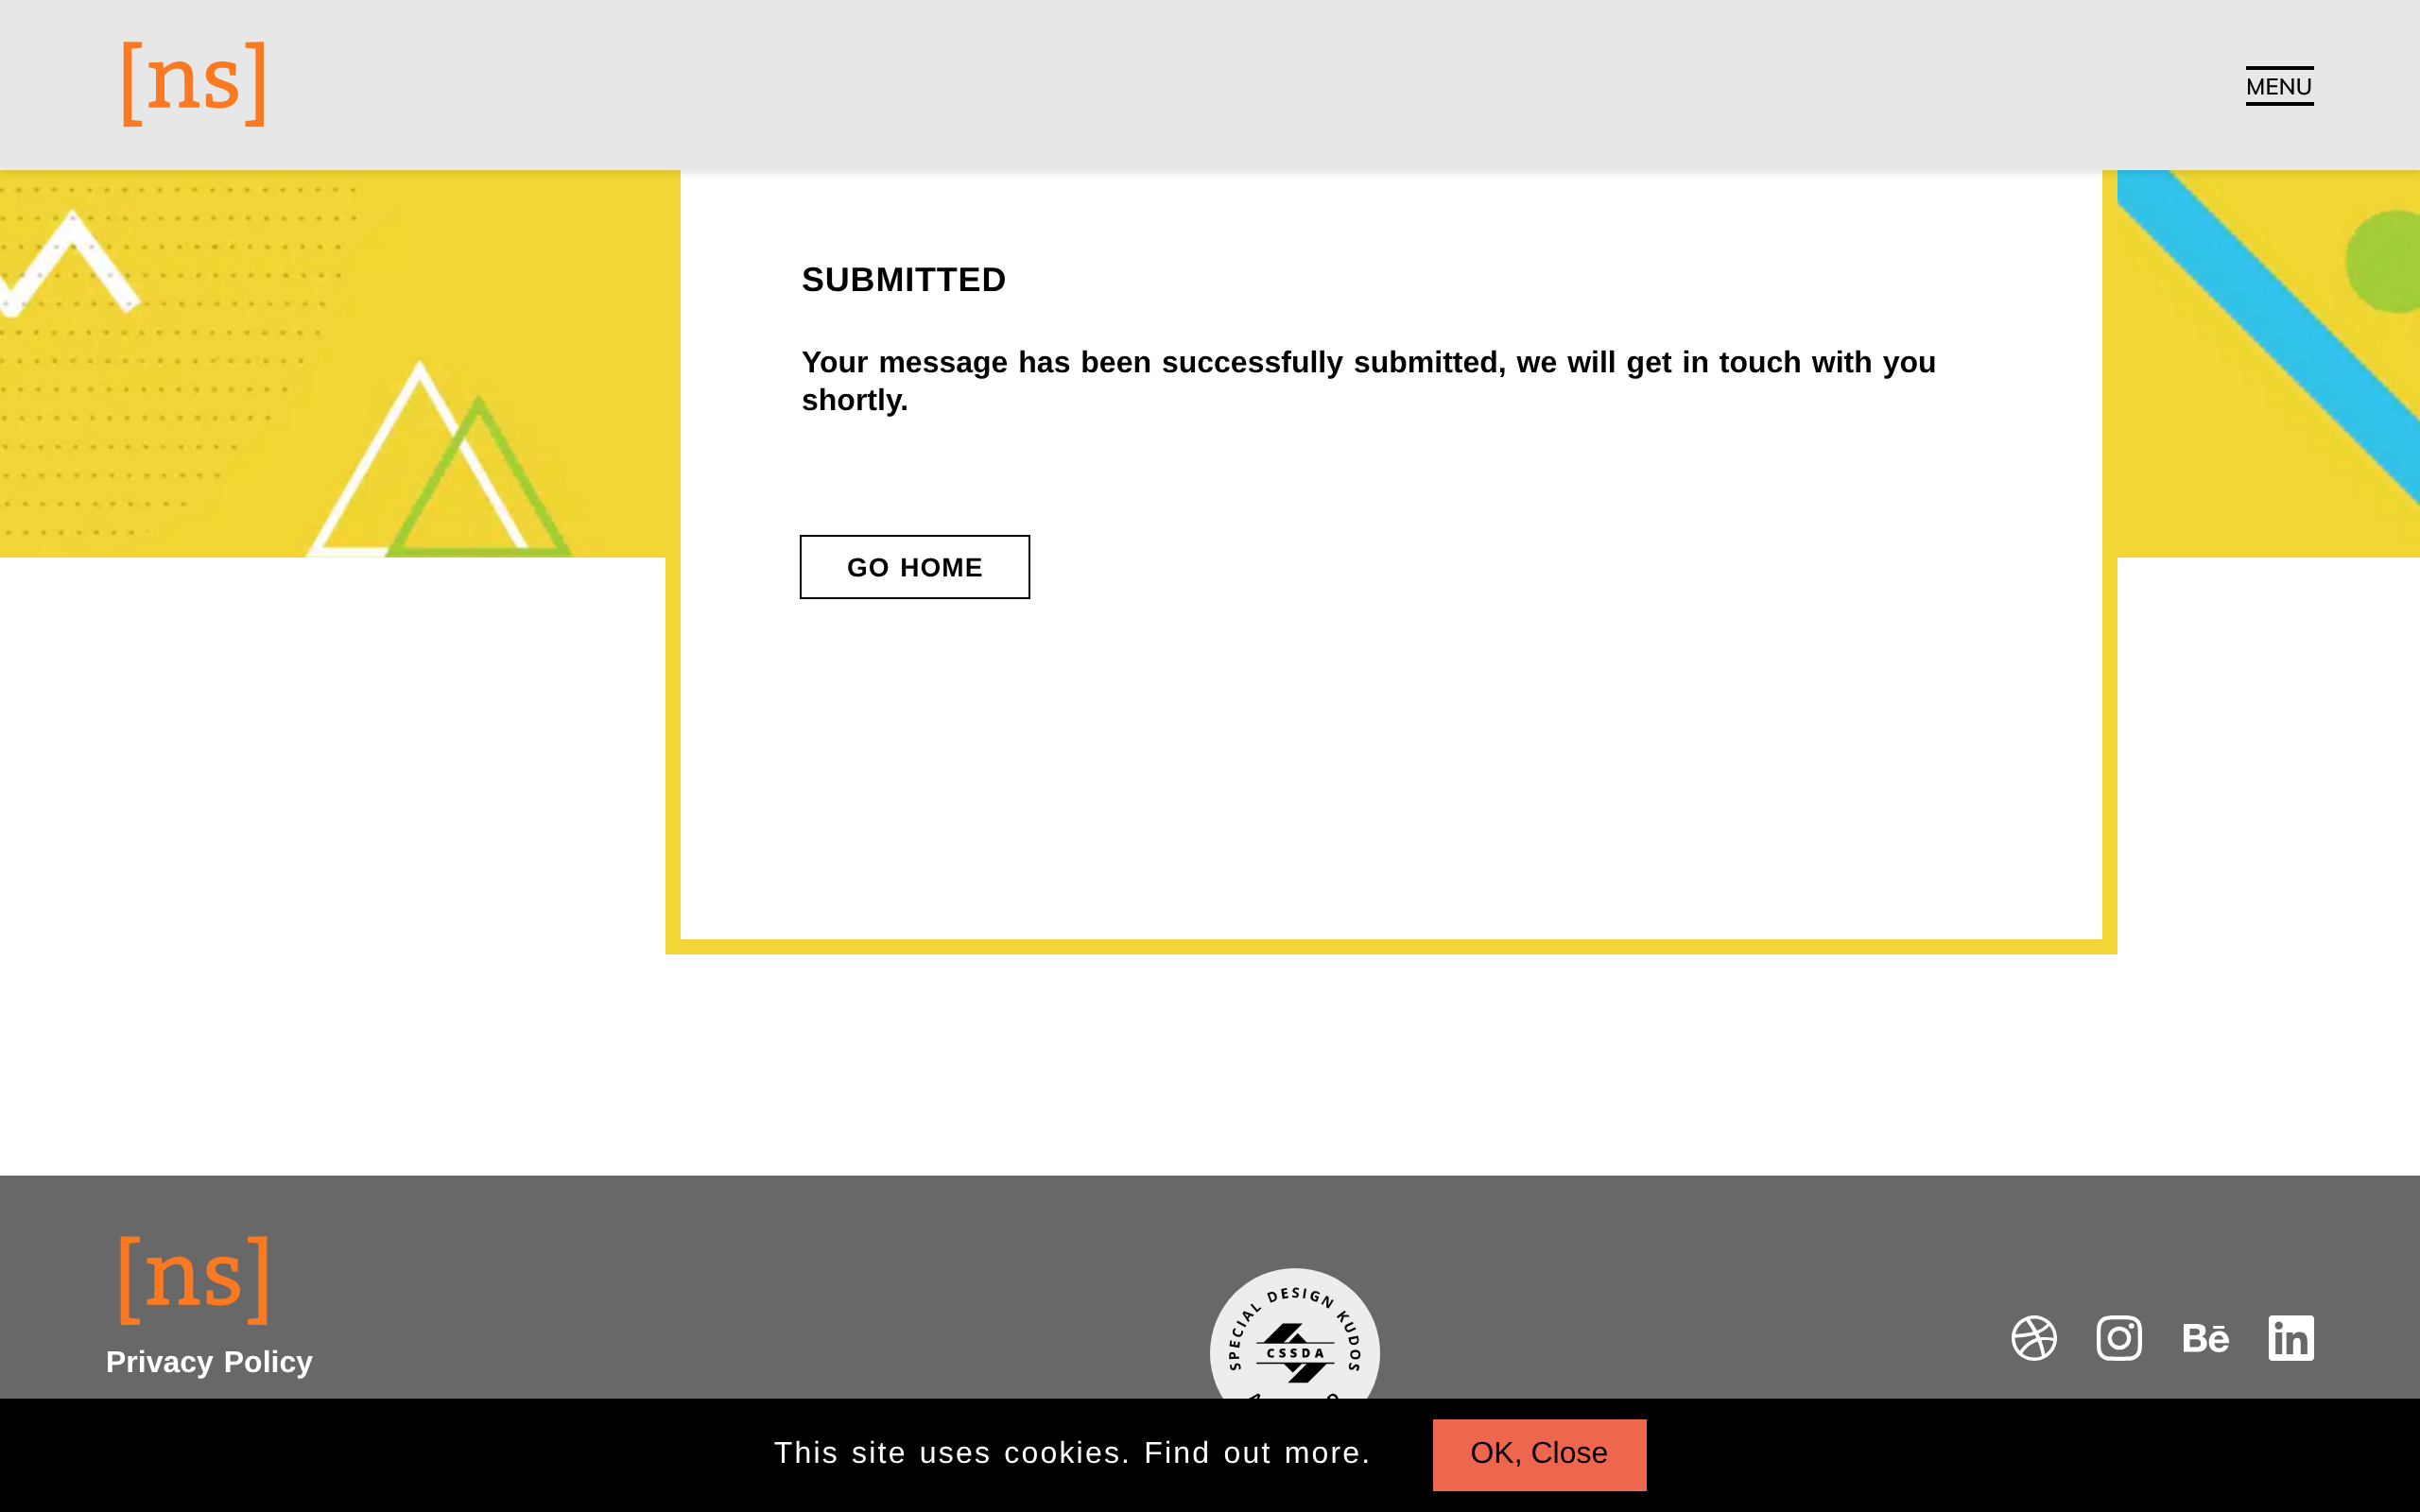 [ns]
MENU
SUBMITTED
Your message has been successfully submitted, we will get in touch with you
shortly.
GO HOME
[ns]
Privacy Policy
SPECIAL DESIGN KUDOS
CSSDA
Bē
in
This site uses cookies. Find out more.
OK, Close